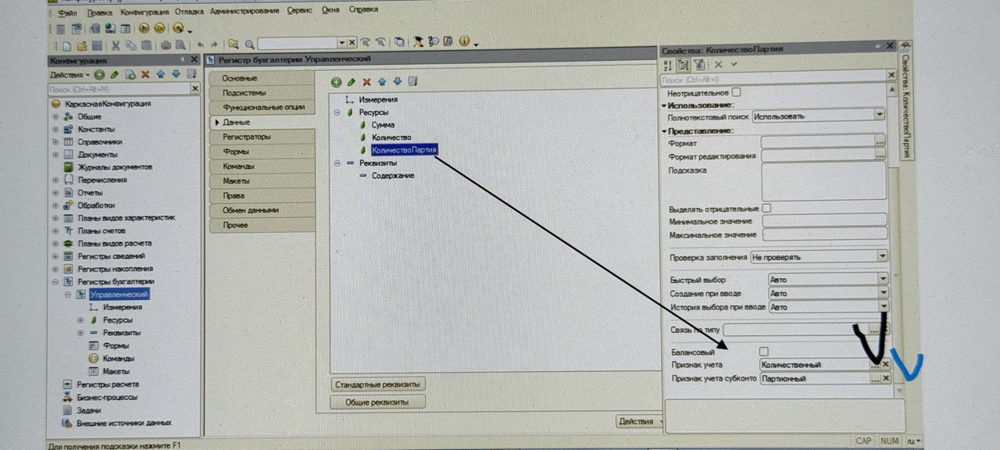 Файл Правка Конфигурация Отладка Администрирование Сервис Окна Справка
Конфигурация
Действия
Поиск (Ctrl+Alt+M)
КаркаснаяКонфигурация
Общие
Константы
Справочники
Документы
Журналы документов
Перечисления
Отчеты
Обработки
Планы видов характеристик
Планы счетов
Планы видов расчета
Регистры сведений
Регистры накопления
Регистры бухгалтерии
Управленческий
Измерения
Ресурсы
Реквизиты
Формы
Команды
Макеты
Регистры расчета
Бизнес-процессы
Задачи
Внешние источники данных
Регистр бухгалтерии Управленческий
Основные
Подсистемы
Функциональные опции
Данные
Регистраторы
Формы
Команды
Макеты
Права
Обмен данными
Прочее
Измерения
Ресурсы
Сумма
Количество
КоличествоПартия
Реквизиты
Содержание
Стандартные реквизиты
Общие реквизиты
Действия
Свойства: КоличествоПартия
Поиск (Ctrl+Alt+I)
Неотрицательное
Использование:
Полнотекстовый поиск Использовать
Представление:
Формат
Формат редактирования
Подсказка
Выделять отрицательные
Минимальное значение
Максимальное значение
Проверка заполнения Не проверять
Быстрый выбор Авто
Создание при вводе Авто
История выбора при вводе Авто
Связь по типу
Балансовый
Признак учета Количественный
Признак учета субконто Партионный
Свойства: КоличествоПартия
Для получения подсказки нажмите F1
CAP NUM ru